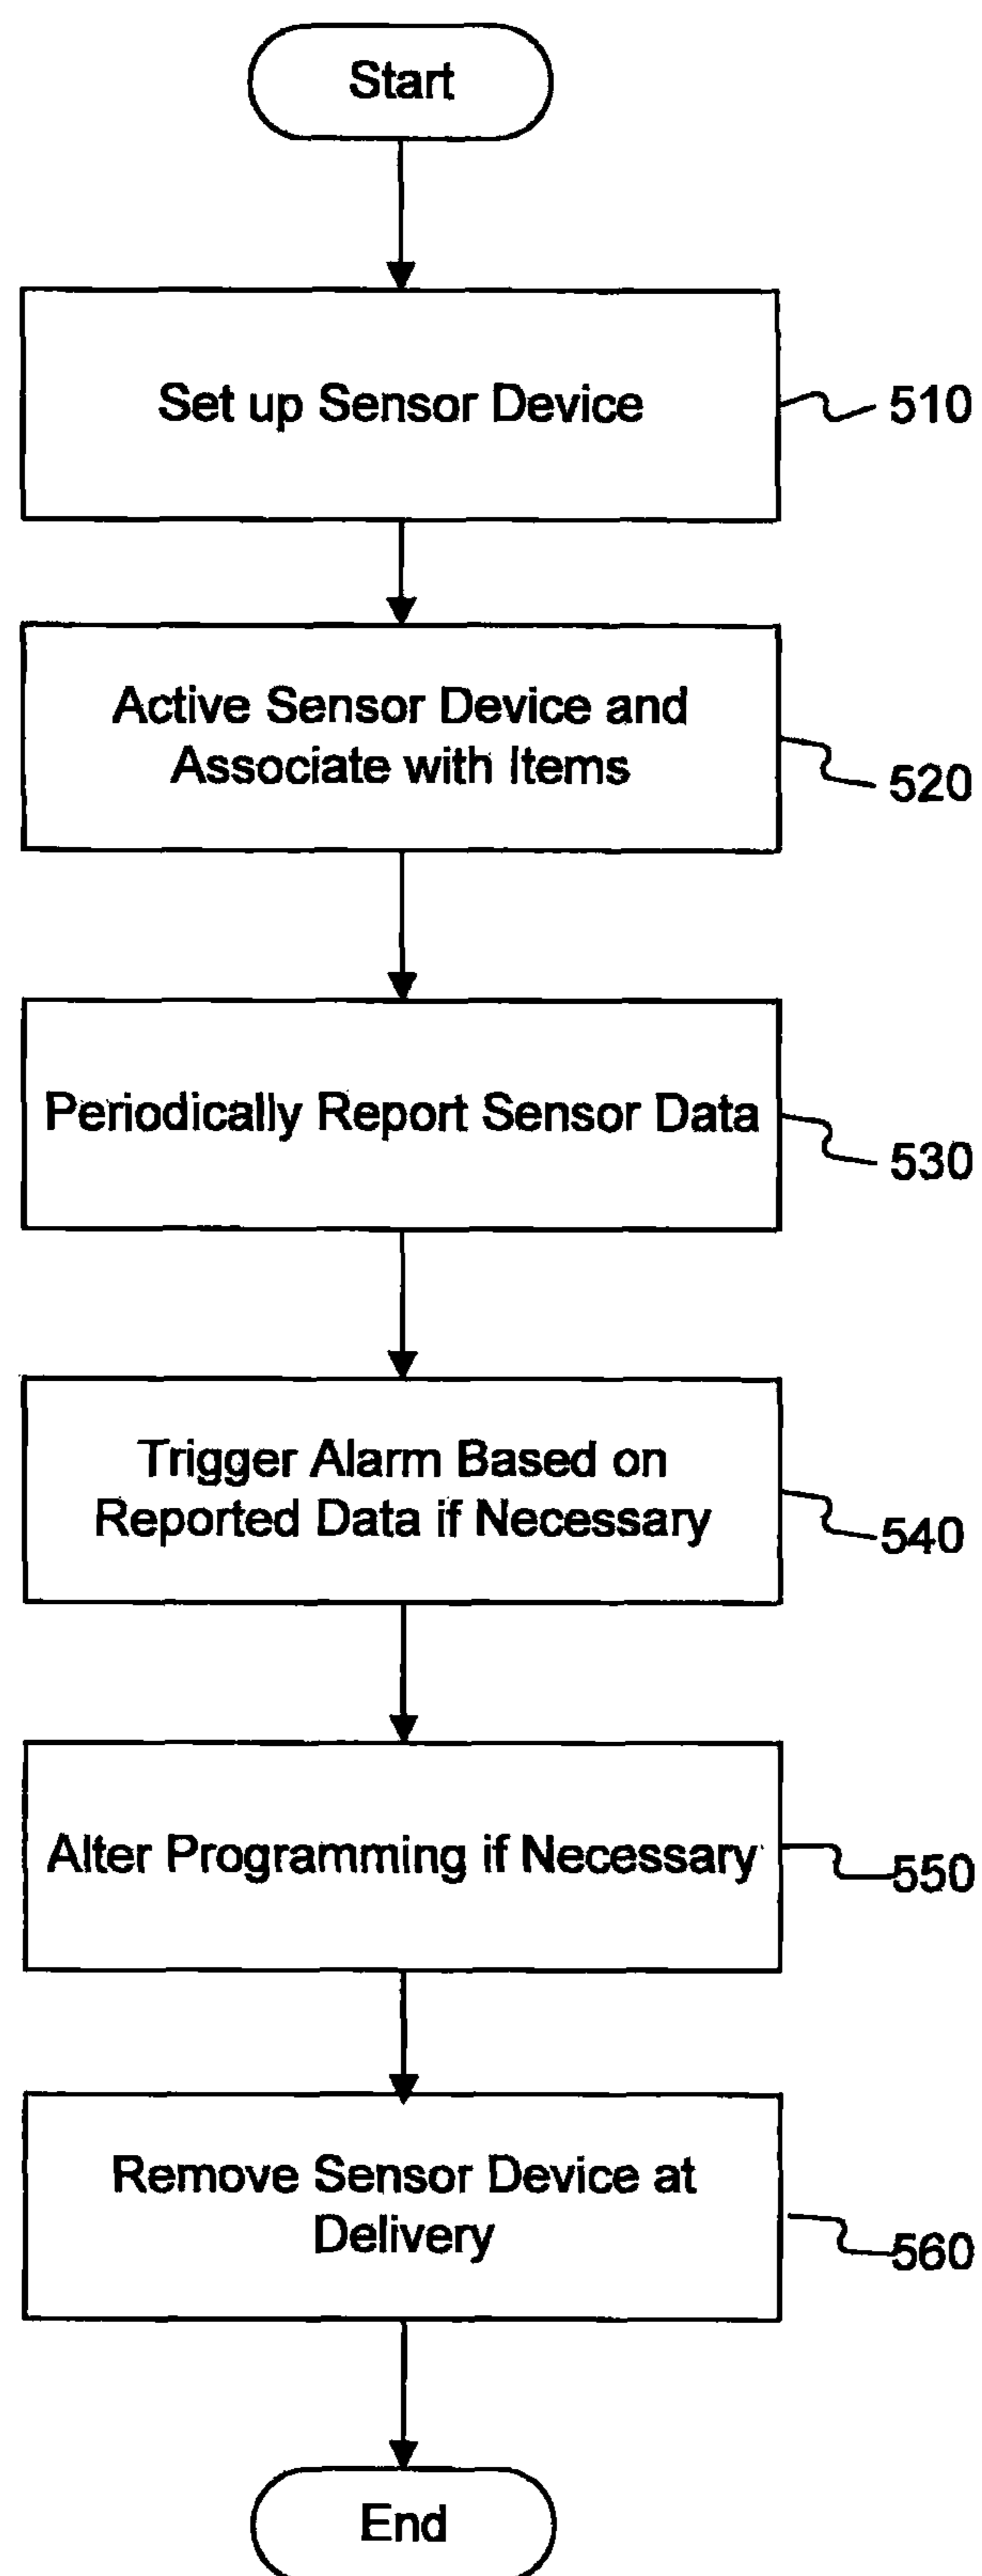 Start
Set up Sensor Device
510
Active Sensor Device and
Associate with Items
520
Periodically Report Sensor Data
530
Trigger Alarm Based on
Reported Data if Necessary
540
Alter Programming if Necessary
550
Remove Sensor Device at
Delivery
560
End